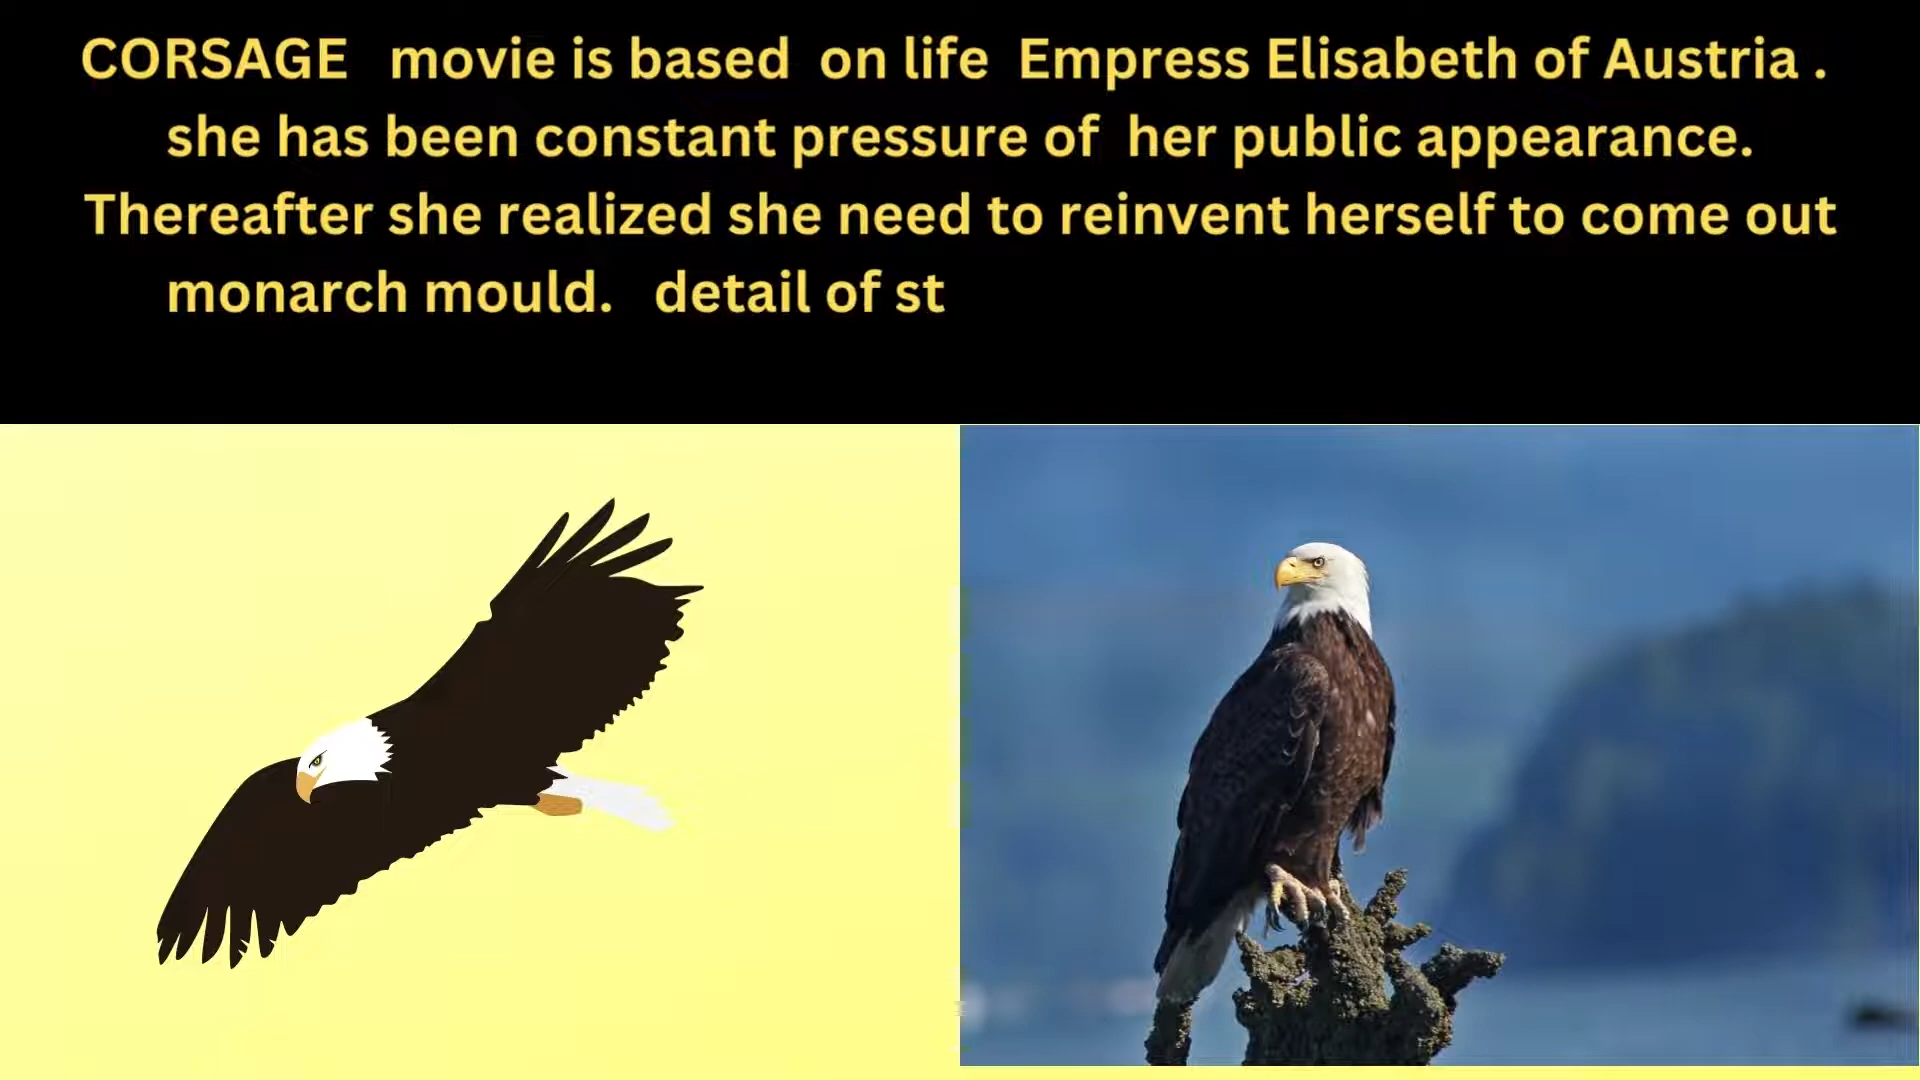 CORSAGE movie is based on life Empress Elisabeth of Austria .
she has been constant pressure of her public appearance.
Thereafter she realized she need to reinvent herself to come out
monarch mould. detail of st